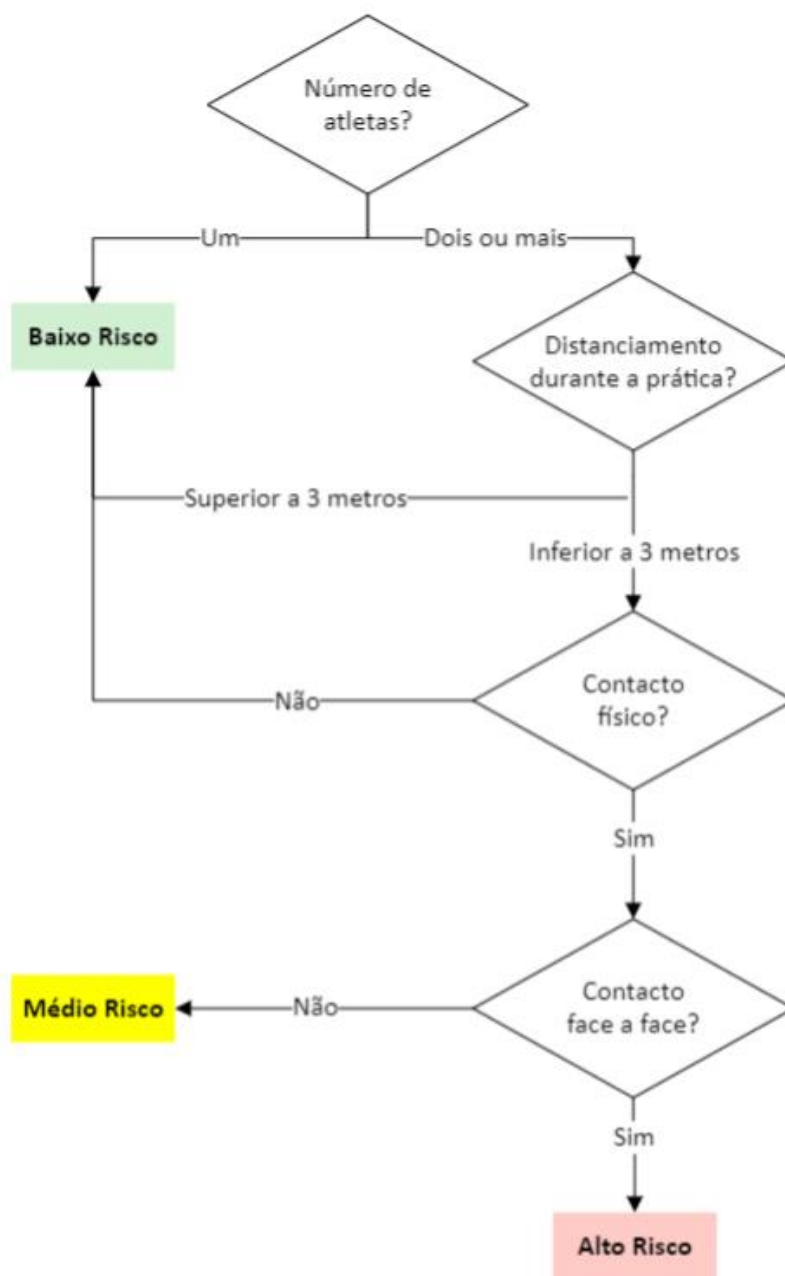 Número de
atletas?
Um
Dois ou mais
Baixo Risco
Distanciamento
durante a prática?
Superior a 3 metros
Inferior a 3 metros
Contacto
físico?
Não
Sim
Contacto
face a face?
Médio Risco
Não
Sim
Alto Risco